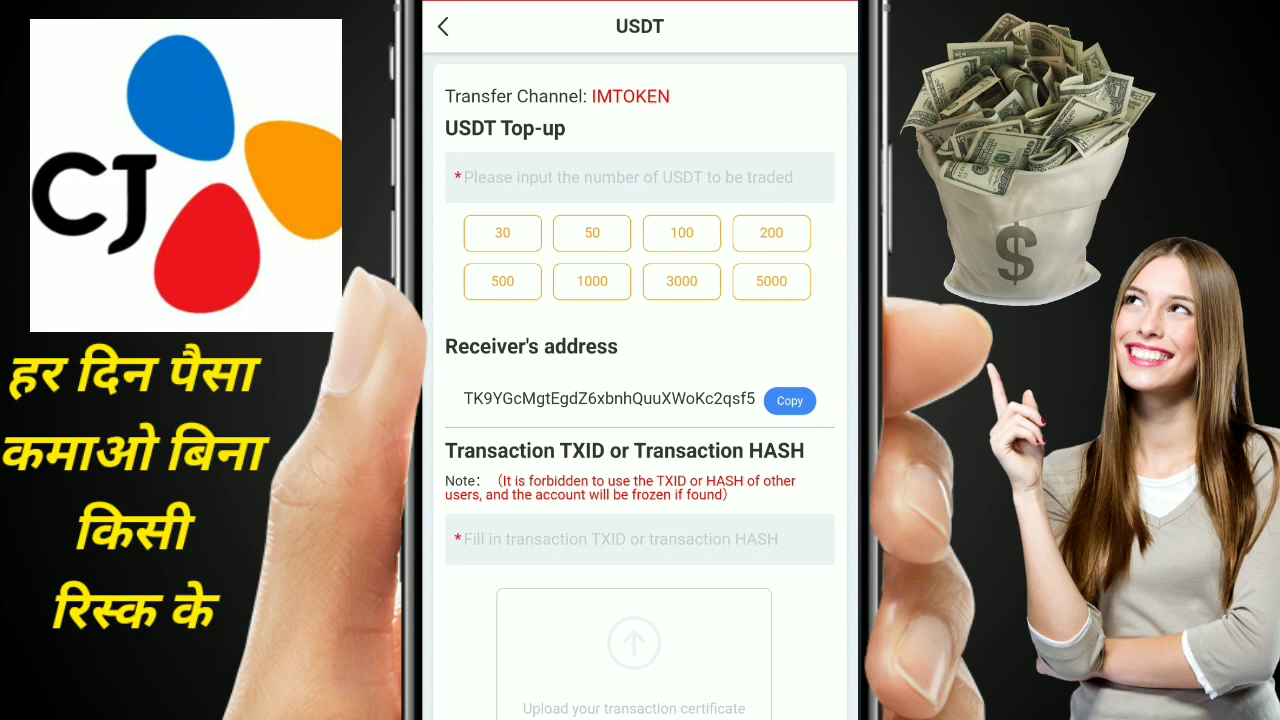 CJ
हर दिन पैसा
कमाओ बिना
किसी
रिस्क के
USDT
Transfer Channel: IMTOKEN
USDT Top-up
*Please input the number of USDT to be traded
30 50 100 200
500 1000 3000 5000
Receiver's address
TK9YGcMgtEgdZ6xbnhQuuXWoKc2qsf5 Copy
Transaction TXID or Transaction HASH
Note： （It is forbidden to use the TXID or HASH of other
users, and the account will be frozen if found）
*Fill in transaction TXID or transaction HASH
Upload your transaction certificate
$